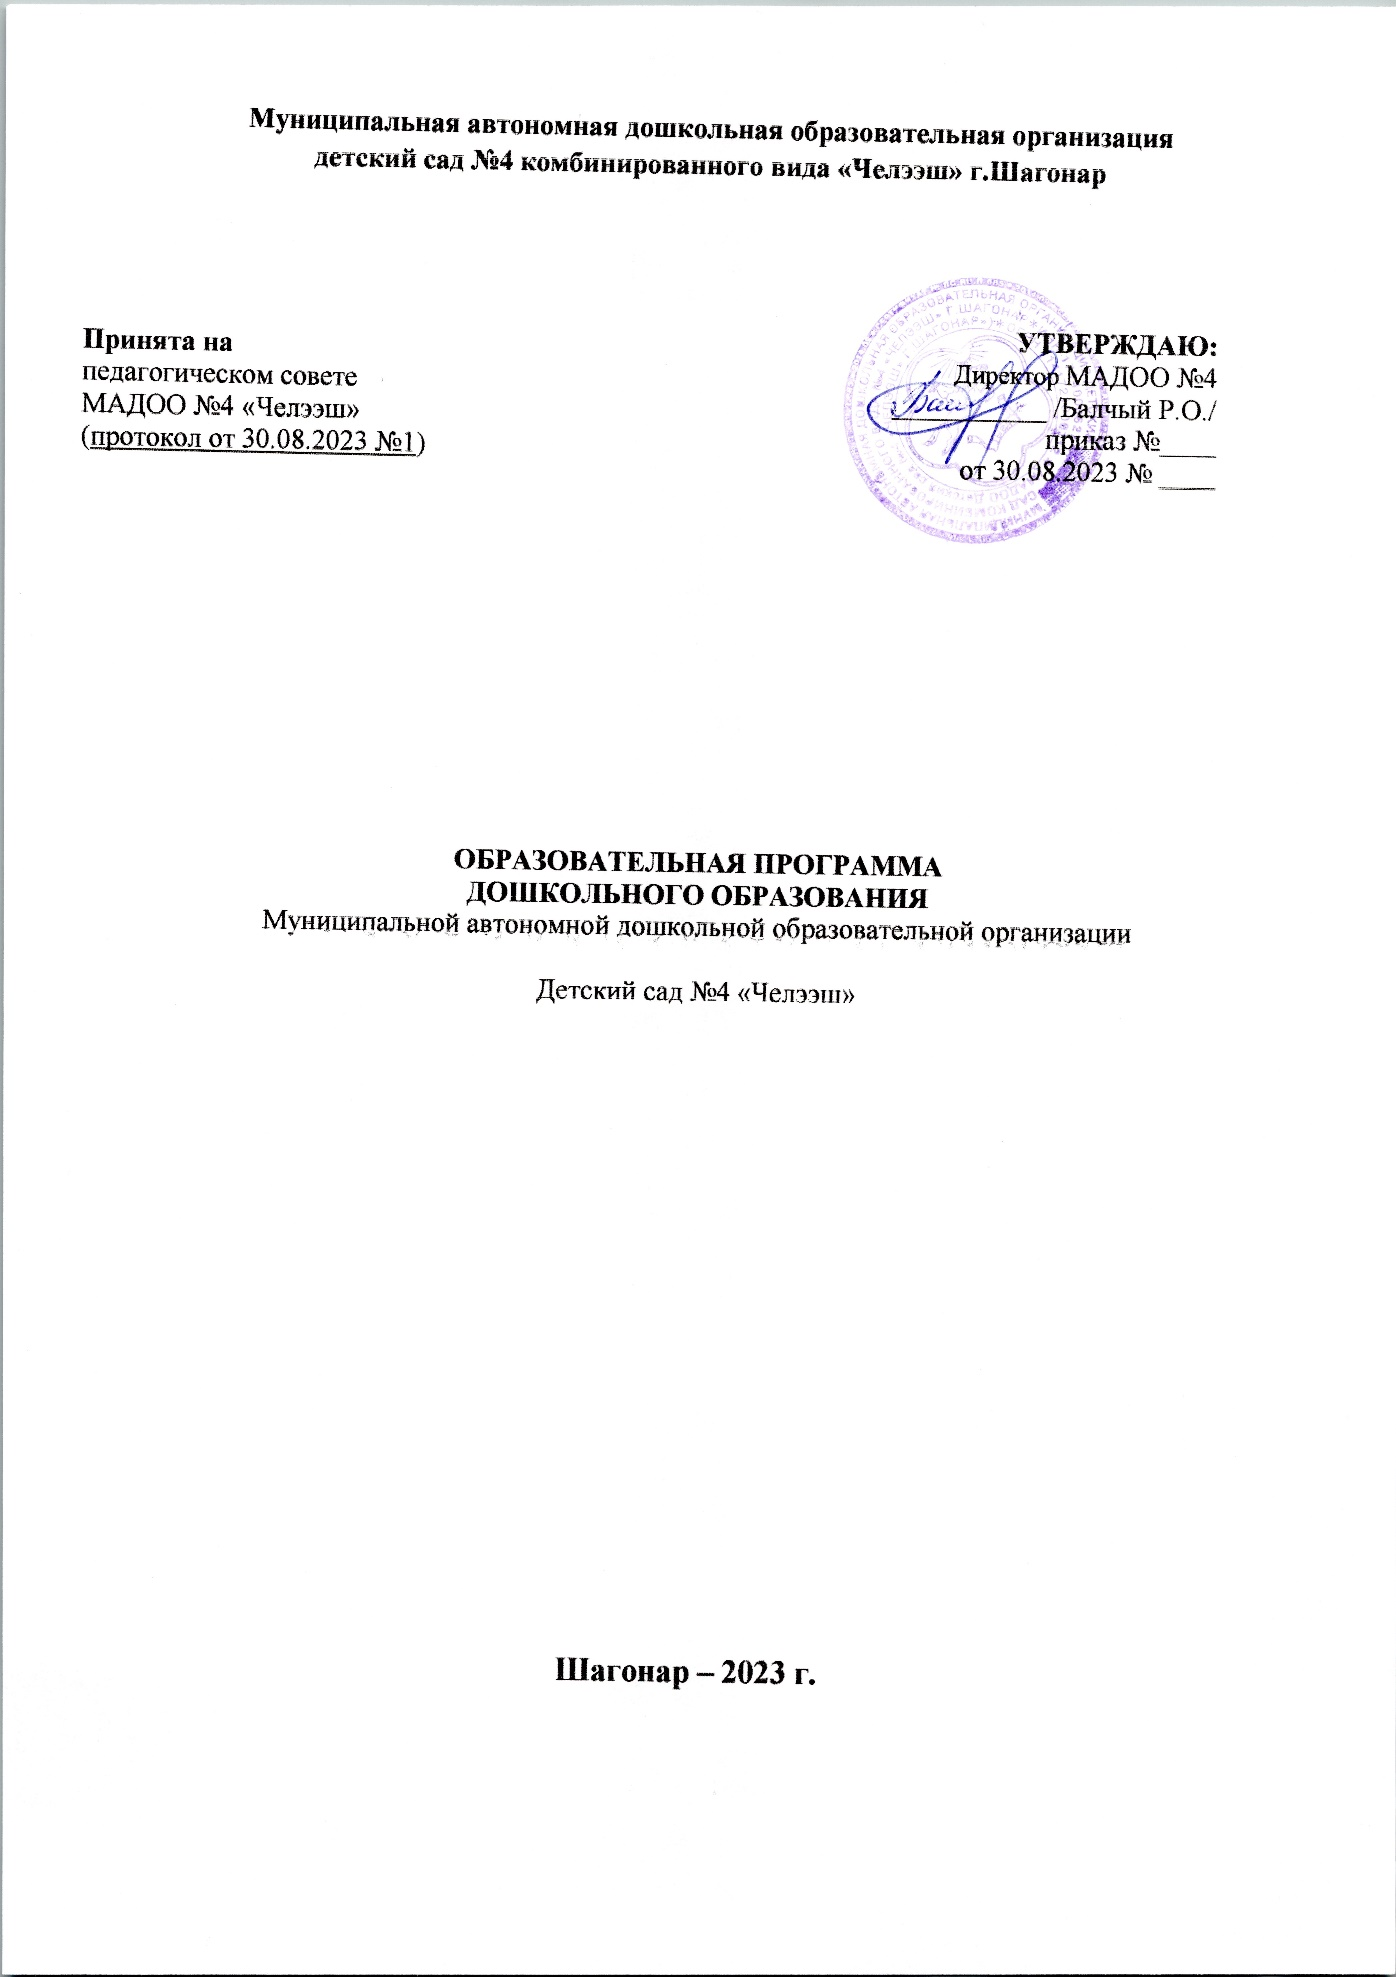 Муниципальная автономная дошкольная образовательная организация
детский сад №4 комбинированного вида «Челээш» г.Шагонар
Принята на
педагогическом совете
МАДОО №4 «Челээш»
(протокол от 30.08.2023 №1)
УТВЕРЖДАЮ:
Директор МАДОО №4
/Балчый Р.О./
приказ №____
от 30.08.2023 № ____
ОБРАЗОВАТЕЛЬНАЯ ПРОГРАММА
ДОШКОЛЬНОГО ОБРАЗОВАНИЯ
Муниципальной автономной дошкольной образовательной организации
Детский сад №4 «Челээш»
Шагонар – 2023 г.